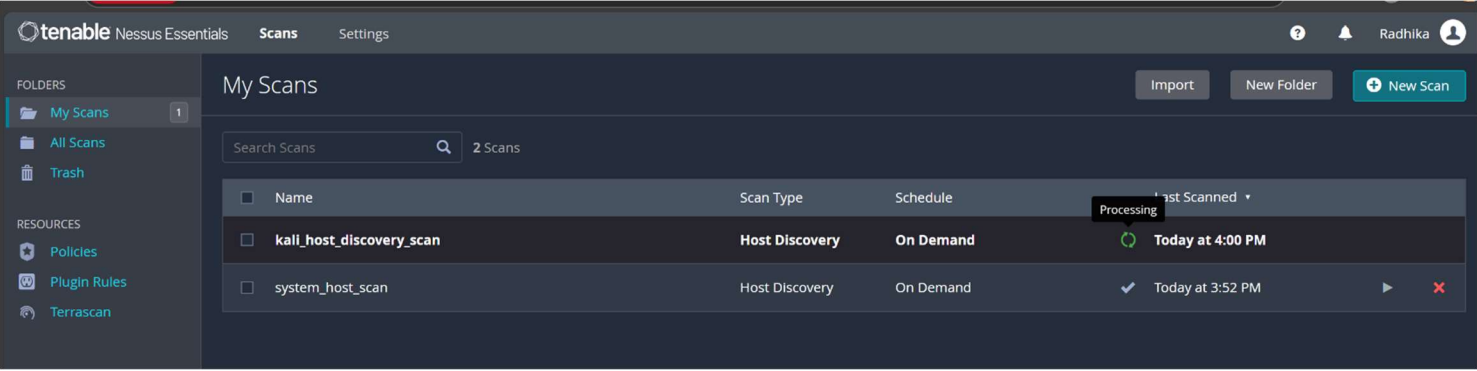 tenable Nessus Essentials Scans Settings Radhika
FOLDERS
My Scans 1
All Scans
Trash
RESOURCES
Policies
Plugin Rules
Terrascan
My Scans
Import New Folder New Scan
Search Scans 2 Scans
Name Scan Type Schedule Last Scanned
Processing
kali_host_discovery_scan Host Discovery On Demand Today at 4:00 PM
system_host_scan Host Discovery On Demand Today at 3:52 PM